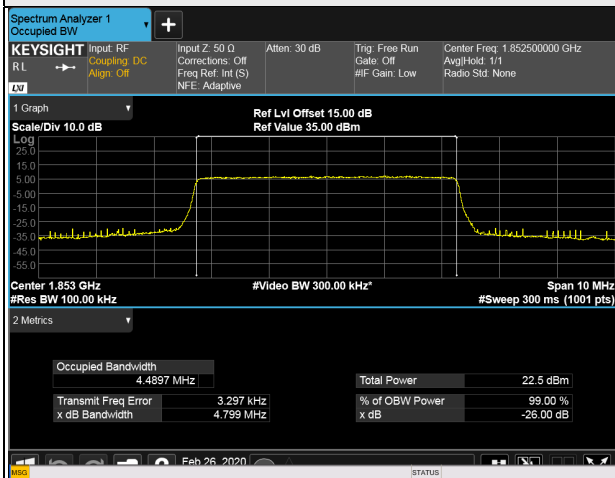 Spectrum Analyzer 1
Occupied BW
+
KEYSIGHT Input: RF Input Z: 50 Ω Atten: 30 dB Trig: Free Run Center Freq: 1.852500000 GHz
RL Coupling: DC Corrections: Off Gate: Off Avg|Hold: 1/1
Align: Off Freq Ref: Int (S) #IF Gain: Low Radio Std: None
LXI NFE: Adaptive
1 Graph
Ref Lvl Offset 15.00 dB
Scale/Div 10.0 dB Ref Value 35.00 dBm
Log
25.0
15.0
5.00
-5.00
-15.0
-25.0
-35.0
-45.0
-55.0
Center 1.853 GHz #Video BW 300.00 kHz* Span 10 MHz
#Res BW 100.00 kHz #Sweep 300 ms (1001 pts)
2 Metrics
Occupied Bandwidth
4.4897 MHz Total Power 22.5 dBm
Transmit Freq Error 3.297 kHz % of OBW Power 99.00 %
x dB Bandwidth 4.799 MHz x dB -26.00 dB
Feb 26, 2020
MSG STATUS